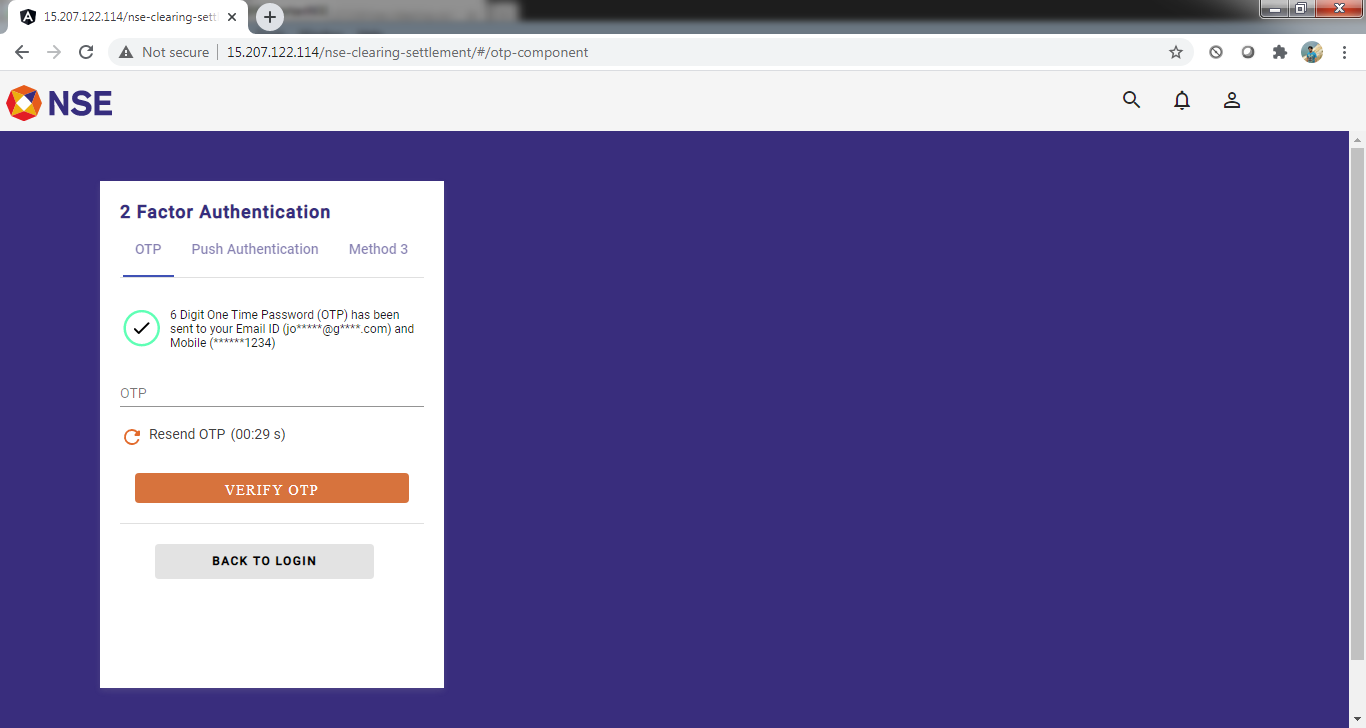 15.207.122.114/nse-clearing-sett
Not secure
15.207.122.114/nse-clearing-settlement/#/otp-component
NSE
2 Factor Authentication
OTP
Push Authentication
Method 3
6 Digit One Time Password (OTP) has been
sent to your Email ID (jo*****@g****.com) and
Mobile (******1234)
OTP
Resend OTP (00:29 s)
VERIFY OTP
BACK TO LOGIN